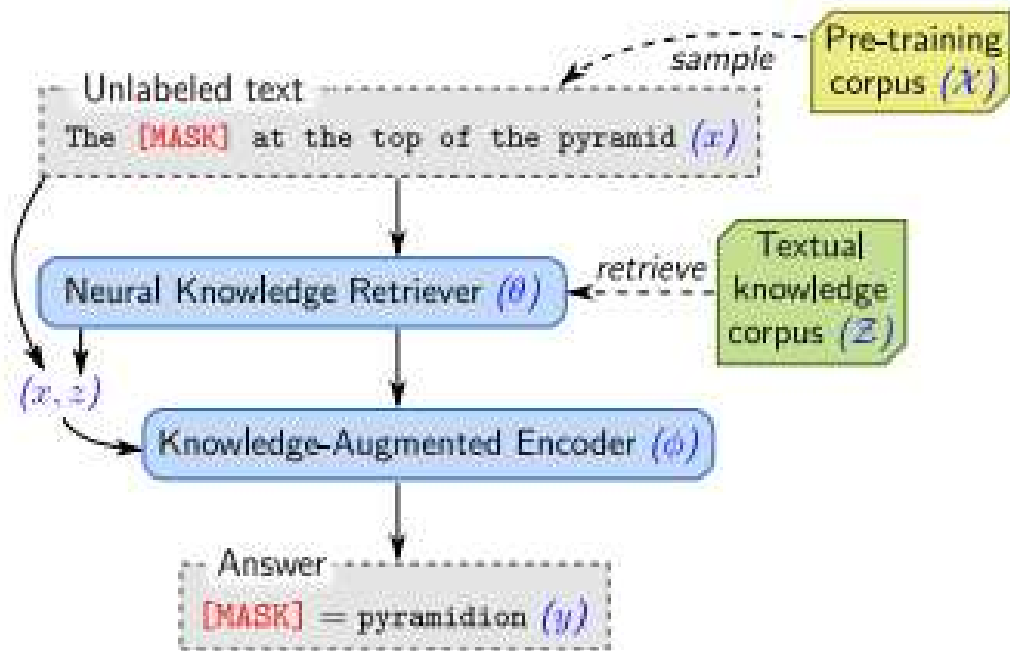 Pre-training
corpus (𝒳)
sample
Unlabeled text
The [MASK] at the top of the pyramid (x)
Textual
knowledge
corpus (𝒵)
retrieve
Neural Knowledge Retriever (θ)
(x, z)
Knowledge-Augmented Encoder (ϕ)
Answer
[MASK] = pyramidion (y)